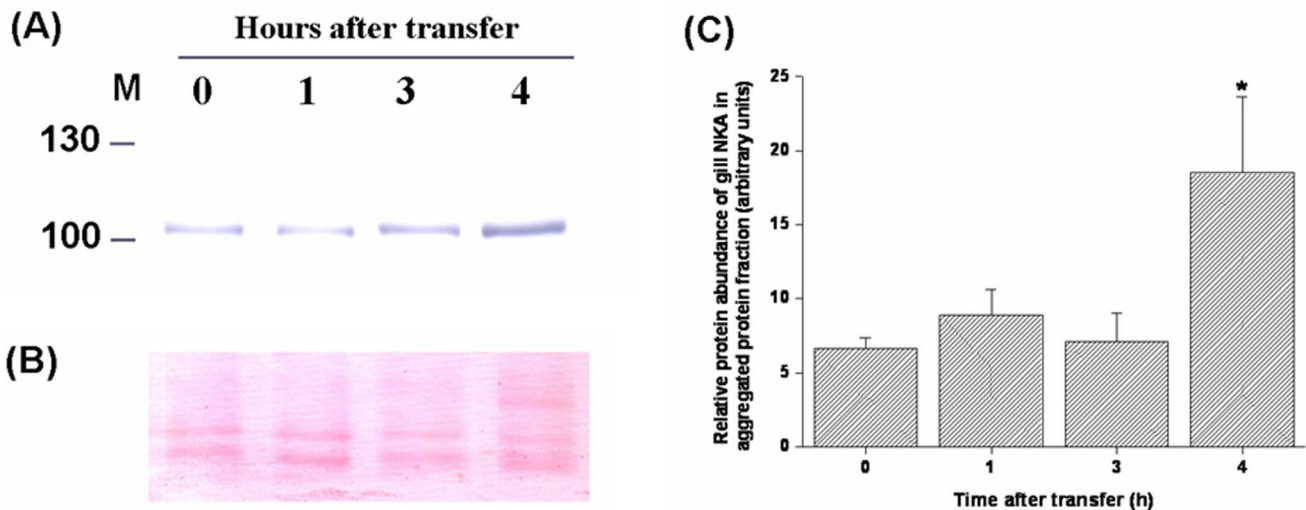 (A)
Hours after transfer
M 0 1 3 4
130
100
(B)
(C)
Relative protein abundance of gill NKA in
aggregated protein fraction (arbitrary units)
25
20
15
10
5
0
*
0 1 3 4
Time after transfer (h)